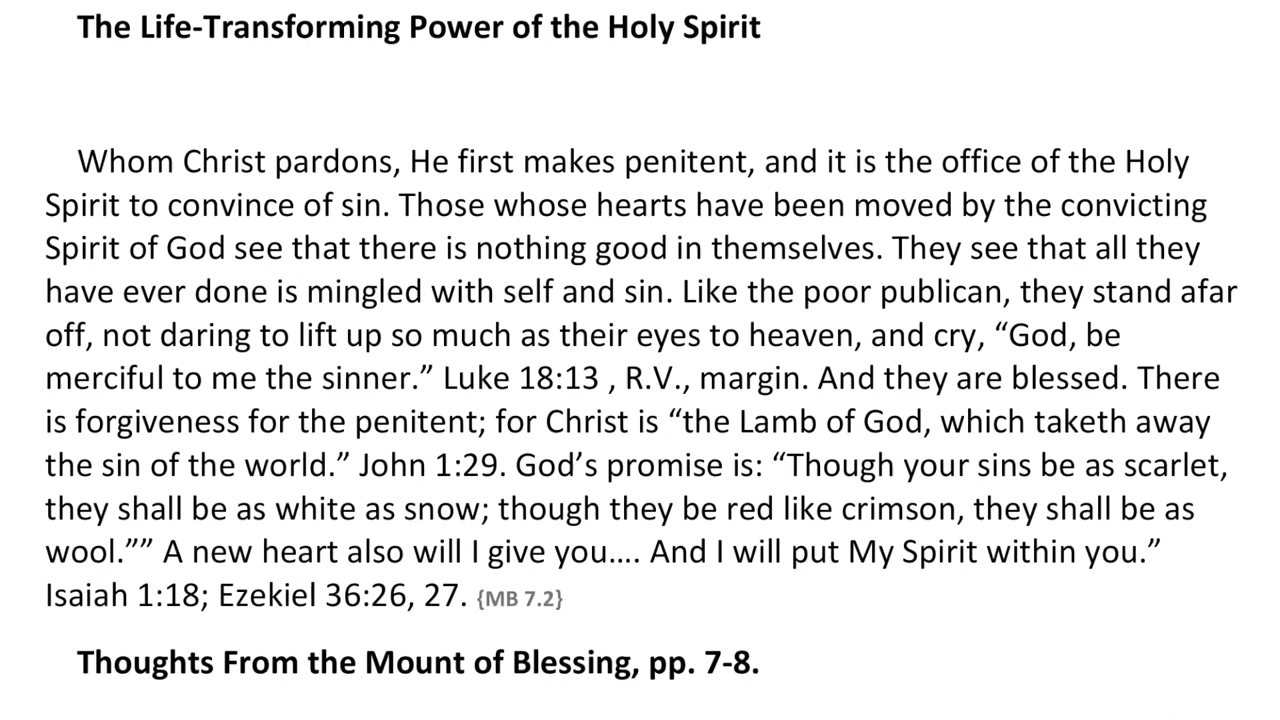 The Life-Transforming Power of the Holy Spirit
Whom Christ pardons, He first makes penitent, and it is the office of the Holy
Spirit to convince of sin. Those whose hearts have been moved by the convicting
Spirit of God see that there is nothing good in themselves. They see that all they
have ever done is mingled with self and sin. Like the poor publican, they stand afar
off, not daring to lift up so much as their eyes to heaven, and cry, “God, be
merciful to me the sinner.” Luke 18:13 , R.V., margin. And they are blessed. There
is forgiveness for the penitent; for Christ is “the Lamb of God, which taketh away
the sin of the world.” John 1:29. God’s promise is: “Though your sins be as scarlet,
they shall be as white as snow; though they be red like crimson, they shall be as
wool.”” A new heart also will I give you…. And I will put My Spirit within you.”
Isaiah 1:18; Ezekiel 36:26, 27. {MB 7.2}
Thoughts From the Mount of Blessing, pp. 7-8.